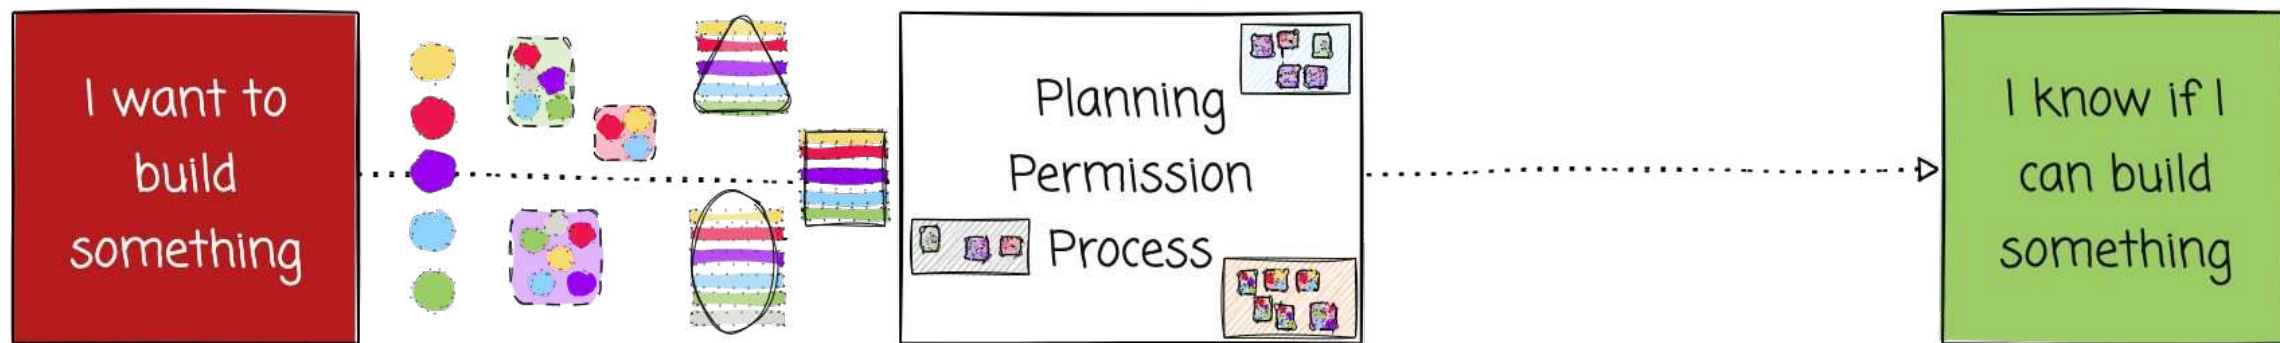 I want to
build
something
Planning
Permission
Process
I know if I
can build
something